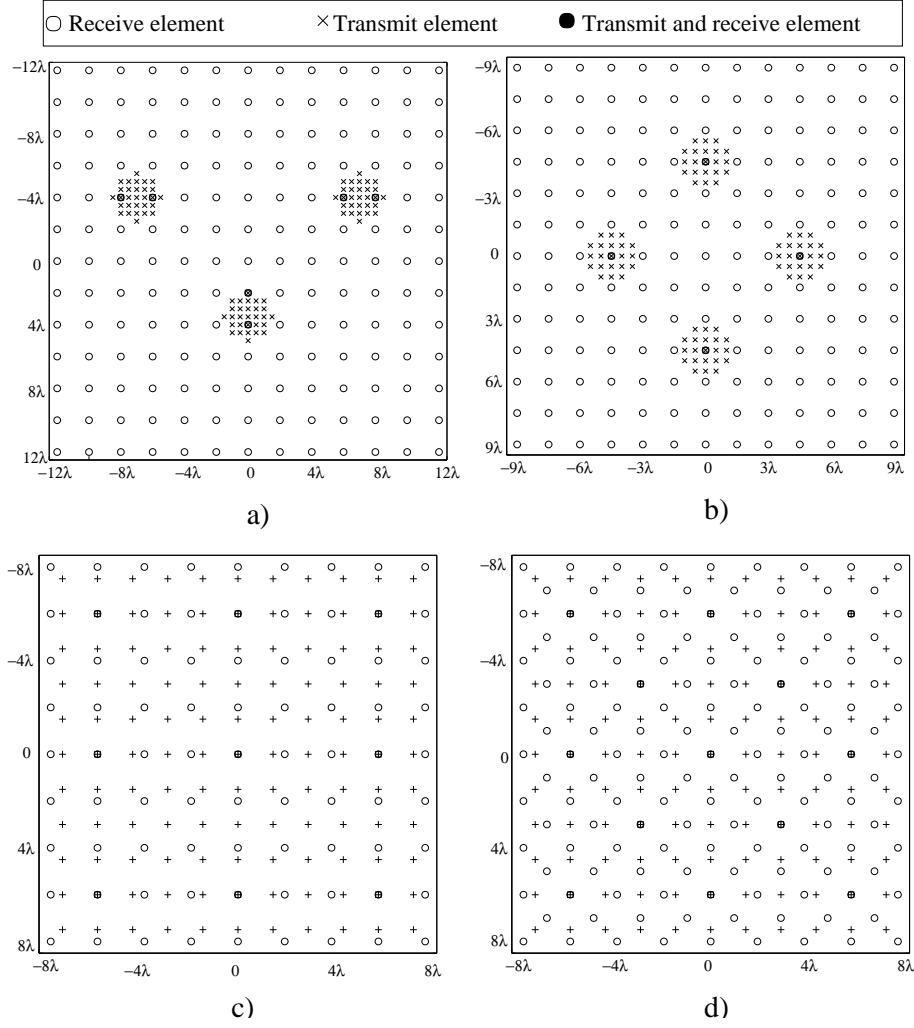 Receive element Transmit element Transmit and receive element
−12λ
−8λ
−4λ
0
4λ
8λ
12λ
−12λ −8λ −4λ 0 4λ 8λ 12λ
a)
−9λ
−6λ
−3λ
0
3λ
6λ
9λ
−9λ −6λ −3λ 0 3λ 6λ 9λ
b)
−8λ
−4λ
0
4λ
8λ
−8λ −4λ 0 4λ 8λ
c)
−8λ
−4λ
0
4λ
8λ
−8λ −4λ 0 4λ 8λ
d)